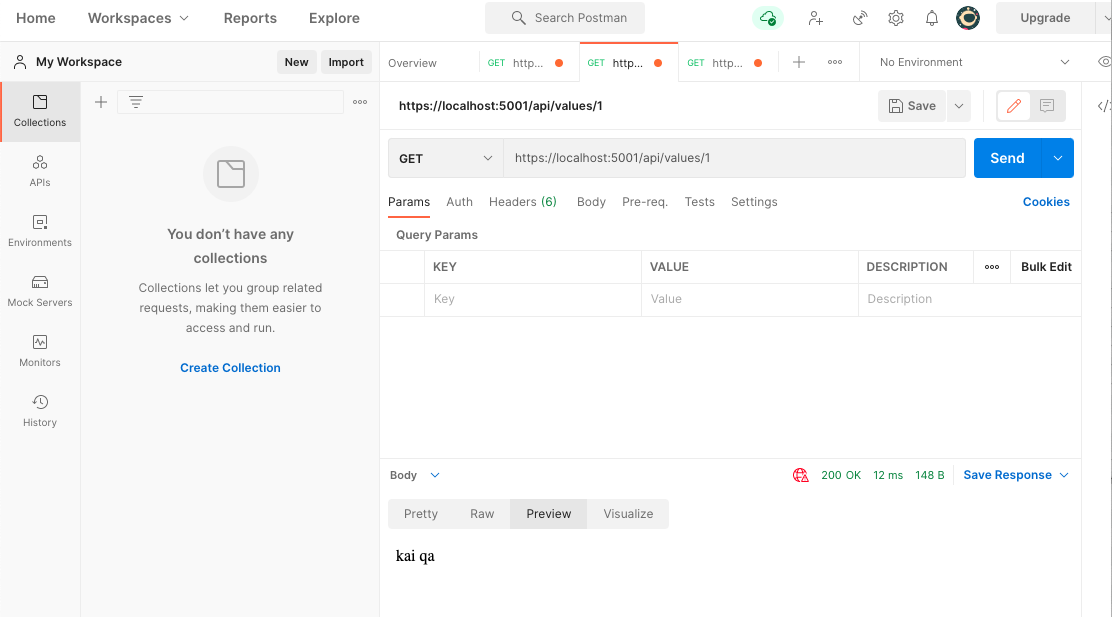 Home Workspaces Reports Explore Search Postman Upgrade
My Workspace New Import
Overview GET http... GET http... GET http... No Environment
Collections
APIs
Environments
Mock Servers
Monitors
History
You don't have any
collections
Collections let you group related
requests, making them easier to
access and run.
Create Collection
https://localhost:5001/api/values/1 Save
GET https://localhost:5001/api/values/1 Send
Params Auth Headers (6) Body Pre-req. Tests Settings Cookies
Query Params
KEY VALUE DESCRIPTION Bulk Edit
Key Value Description
Body 200 OK 12 ms 148 B Save Response
Pretty Raw Preview Visualize
kai qa